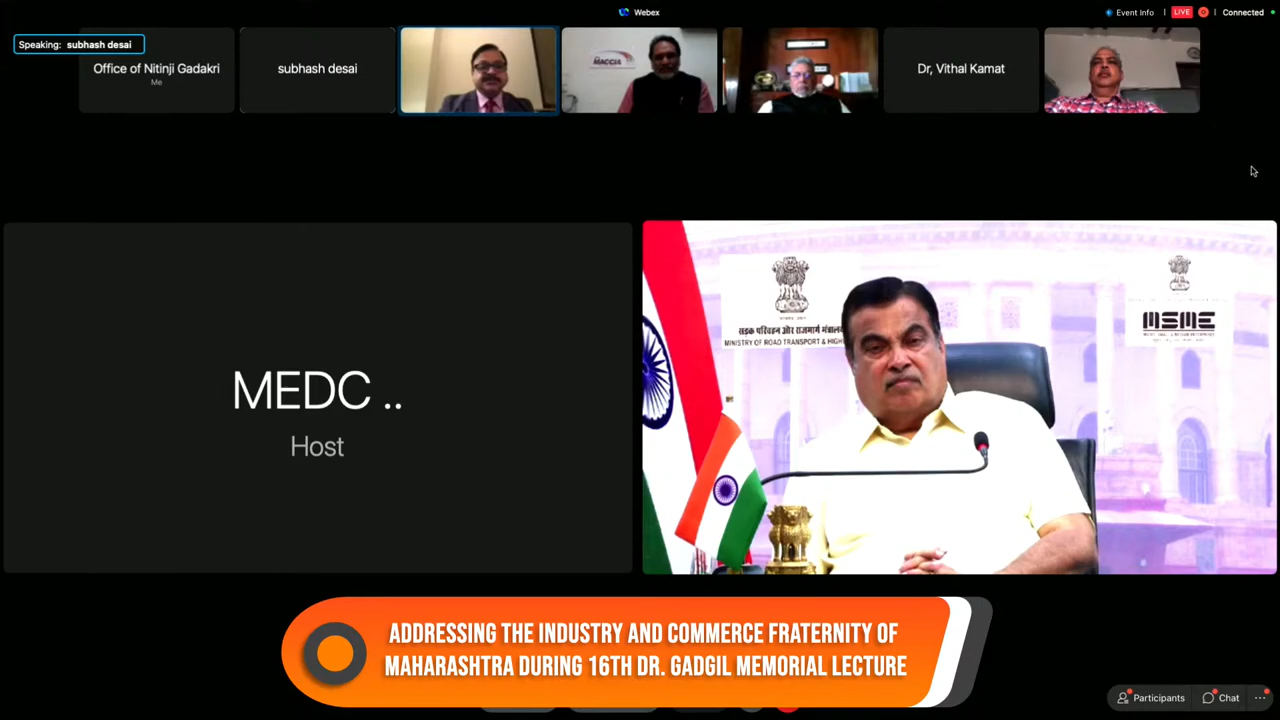 Webex
Event Info
LIVE
Connected
Speaking: subhash desai
Office of Nitinji Gadakri
Me
subhash desai
MACCIA
Dr, Vithal Kamat
MEDC ..
Host
सड़क परिवहन और राजमार्ग मंत्रालय
MINISTRY OF ROAD TRANSPORT & HIGH
MSME
ADDRESSING THE INDUSTRY AND COMMERCE FRATERNITY OF
MAHARASHTRA DURING 16TH DR. GADGIL MEMORIAL LECTURE
Participants
Chat